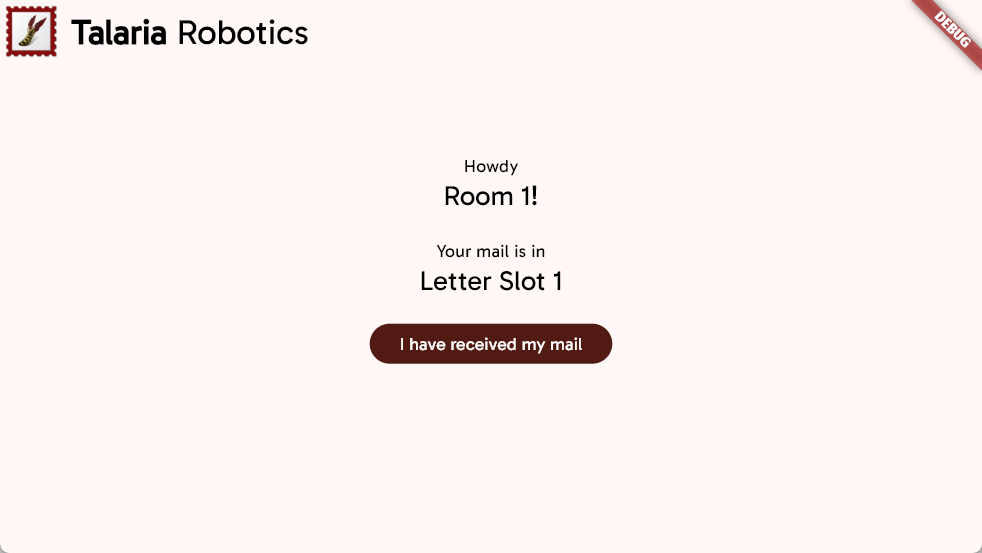 Talaria Robotics
DEBUG
Howdy
Room 1!
Your mail is in
Letter Slot 1
I have received my mail